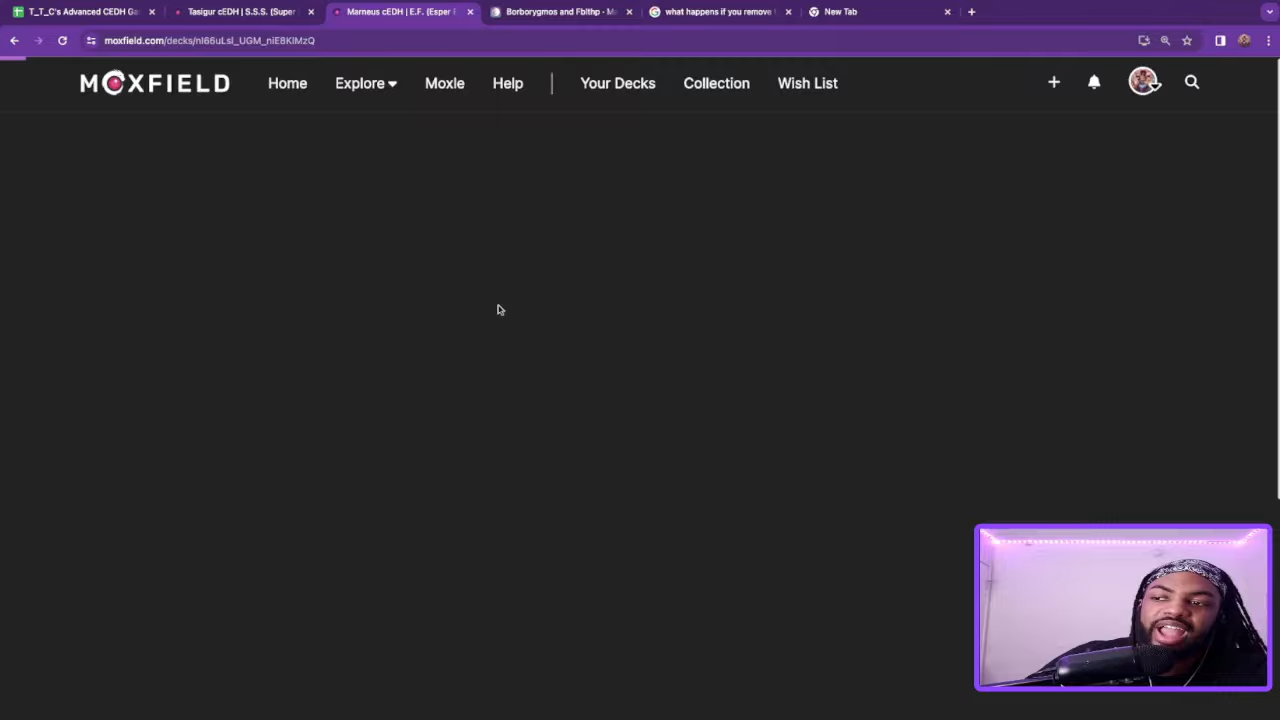 T_T_C's Advanced CEDH Ga
Tasigur cEDH | S.S.S. (Super
Marneus cEDH | E.F. (Esper F
Borborygmos and Fblthp - M
what happens if you remove
New Tab
moxfield.com/decks/nI66uLsI_UGM_niE8KIMzQ
MOXFIELD
Home
Explore
Moxle
Help
Your Decks
Collection
Wish List